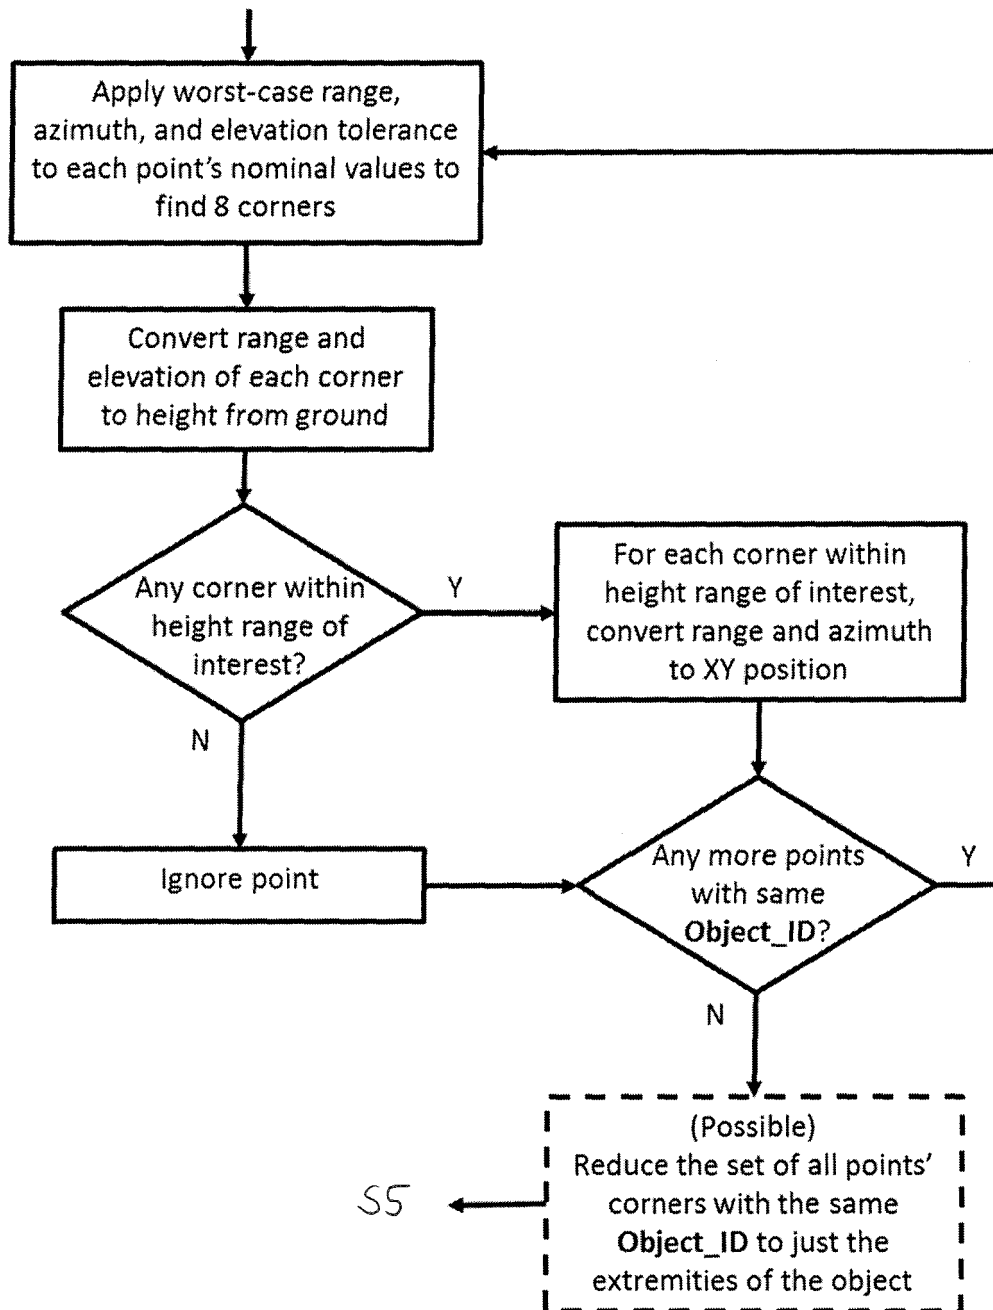 Apply worst-case range,
azimuth, and elevation tolerance
to each point's nominal values to
find 8 corners
Convert range and
elevation of each corner
to height from ground
Any corner within
height range of
interest?
Y
N
For each corner within
height range of interest,
convert range and azimuth
to XY position
Ignore point
Any more points
with same
Object_ID?
Y
N
(Possible)
Reduce the set of all points'
corners with the same
Object_ID to just the
extremities of the object
S5